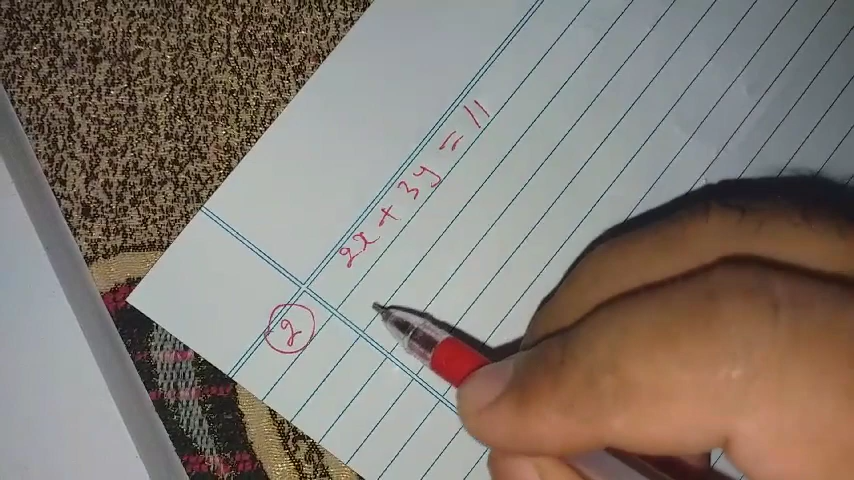 2x + 3y = 11
2